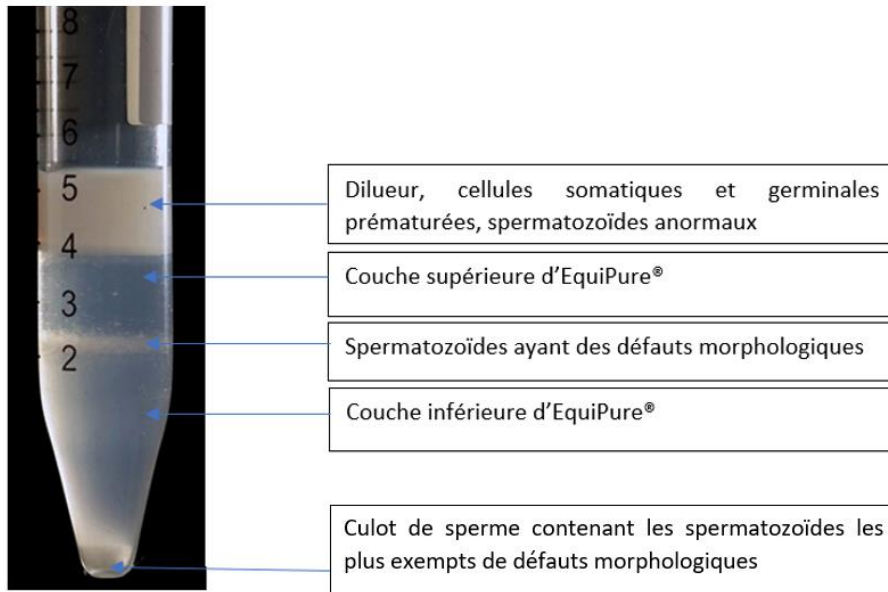 8
7
6
5
4
3
2
Dilueur, cellules somatiques et germinales
prématurées, spermatozoïdes anormaux
Couche supérieure d’EquiPure®
Spermatozoïdes ayant des défauts morphologiques
Couche inférieure d’EquiPure®
Culot de sperme contenant les spermatozoïdes les
plus exempts de défauts morphologiques